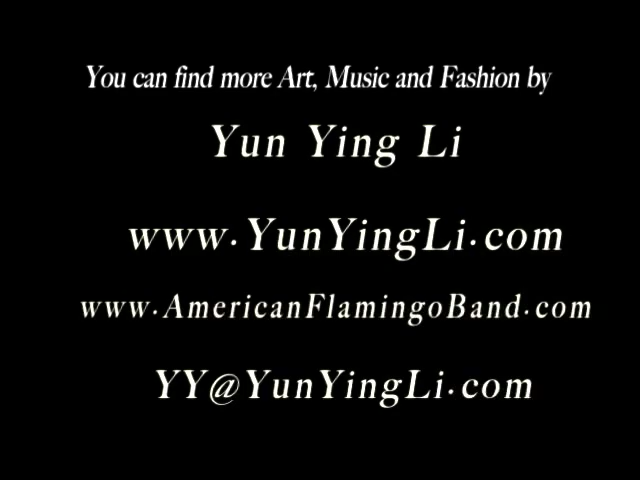 You can find more Art, Music and Fashion by
Yun Ying Li
www.YunYingLi.com
www.AmericanFlamingoBand.com
YY@YunYingLi.com